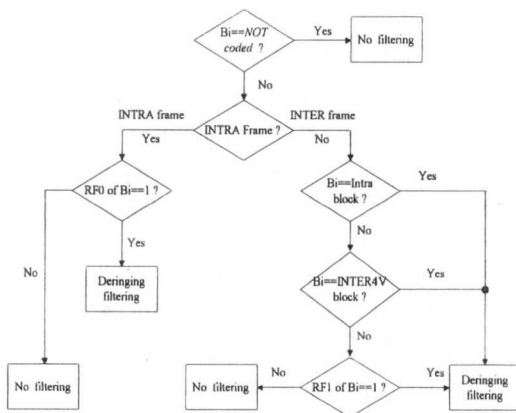 Bi==NOT
coded ?
Yes
No filtering
No
INTRA frame
INTER frame
Yes
INTRA Frame ?
No
RF0 of Bi==1 ?
Bi==Intra
block ?
Yes
Yes
No
No
Deringing
filtering
Bi==INTER4V
block ?
Yes
No
No filtering
No filtering
No
RF1 of Bi==1 ?
Yes
Deringing
filtering